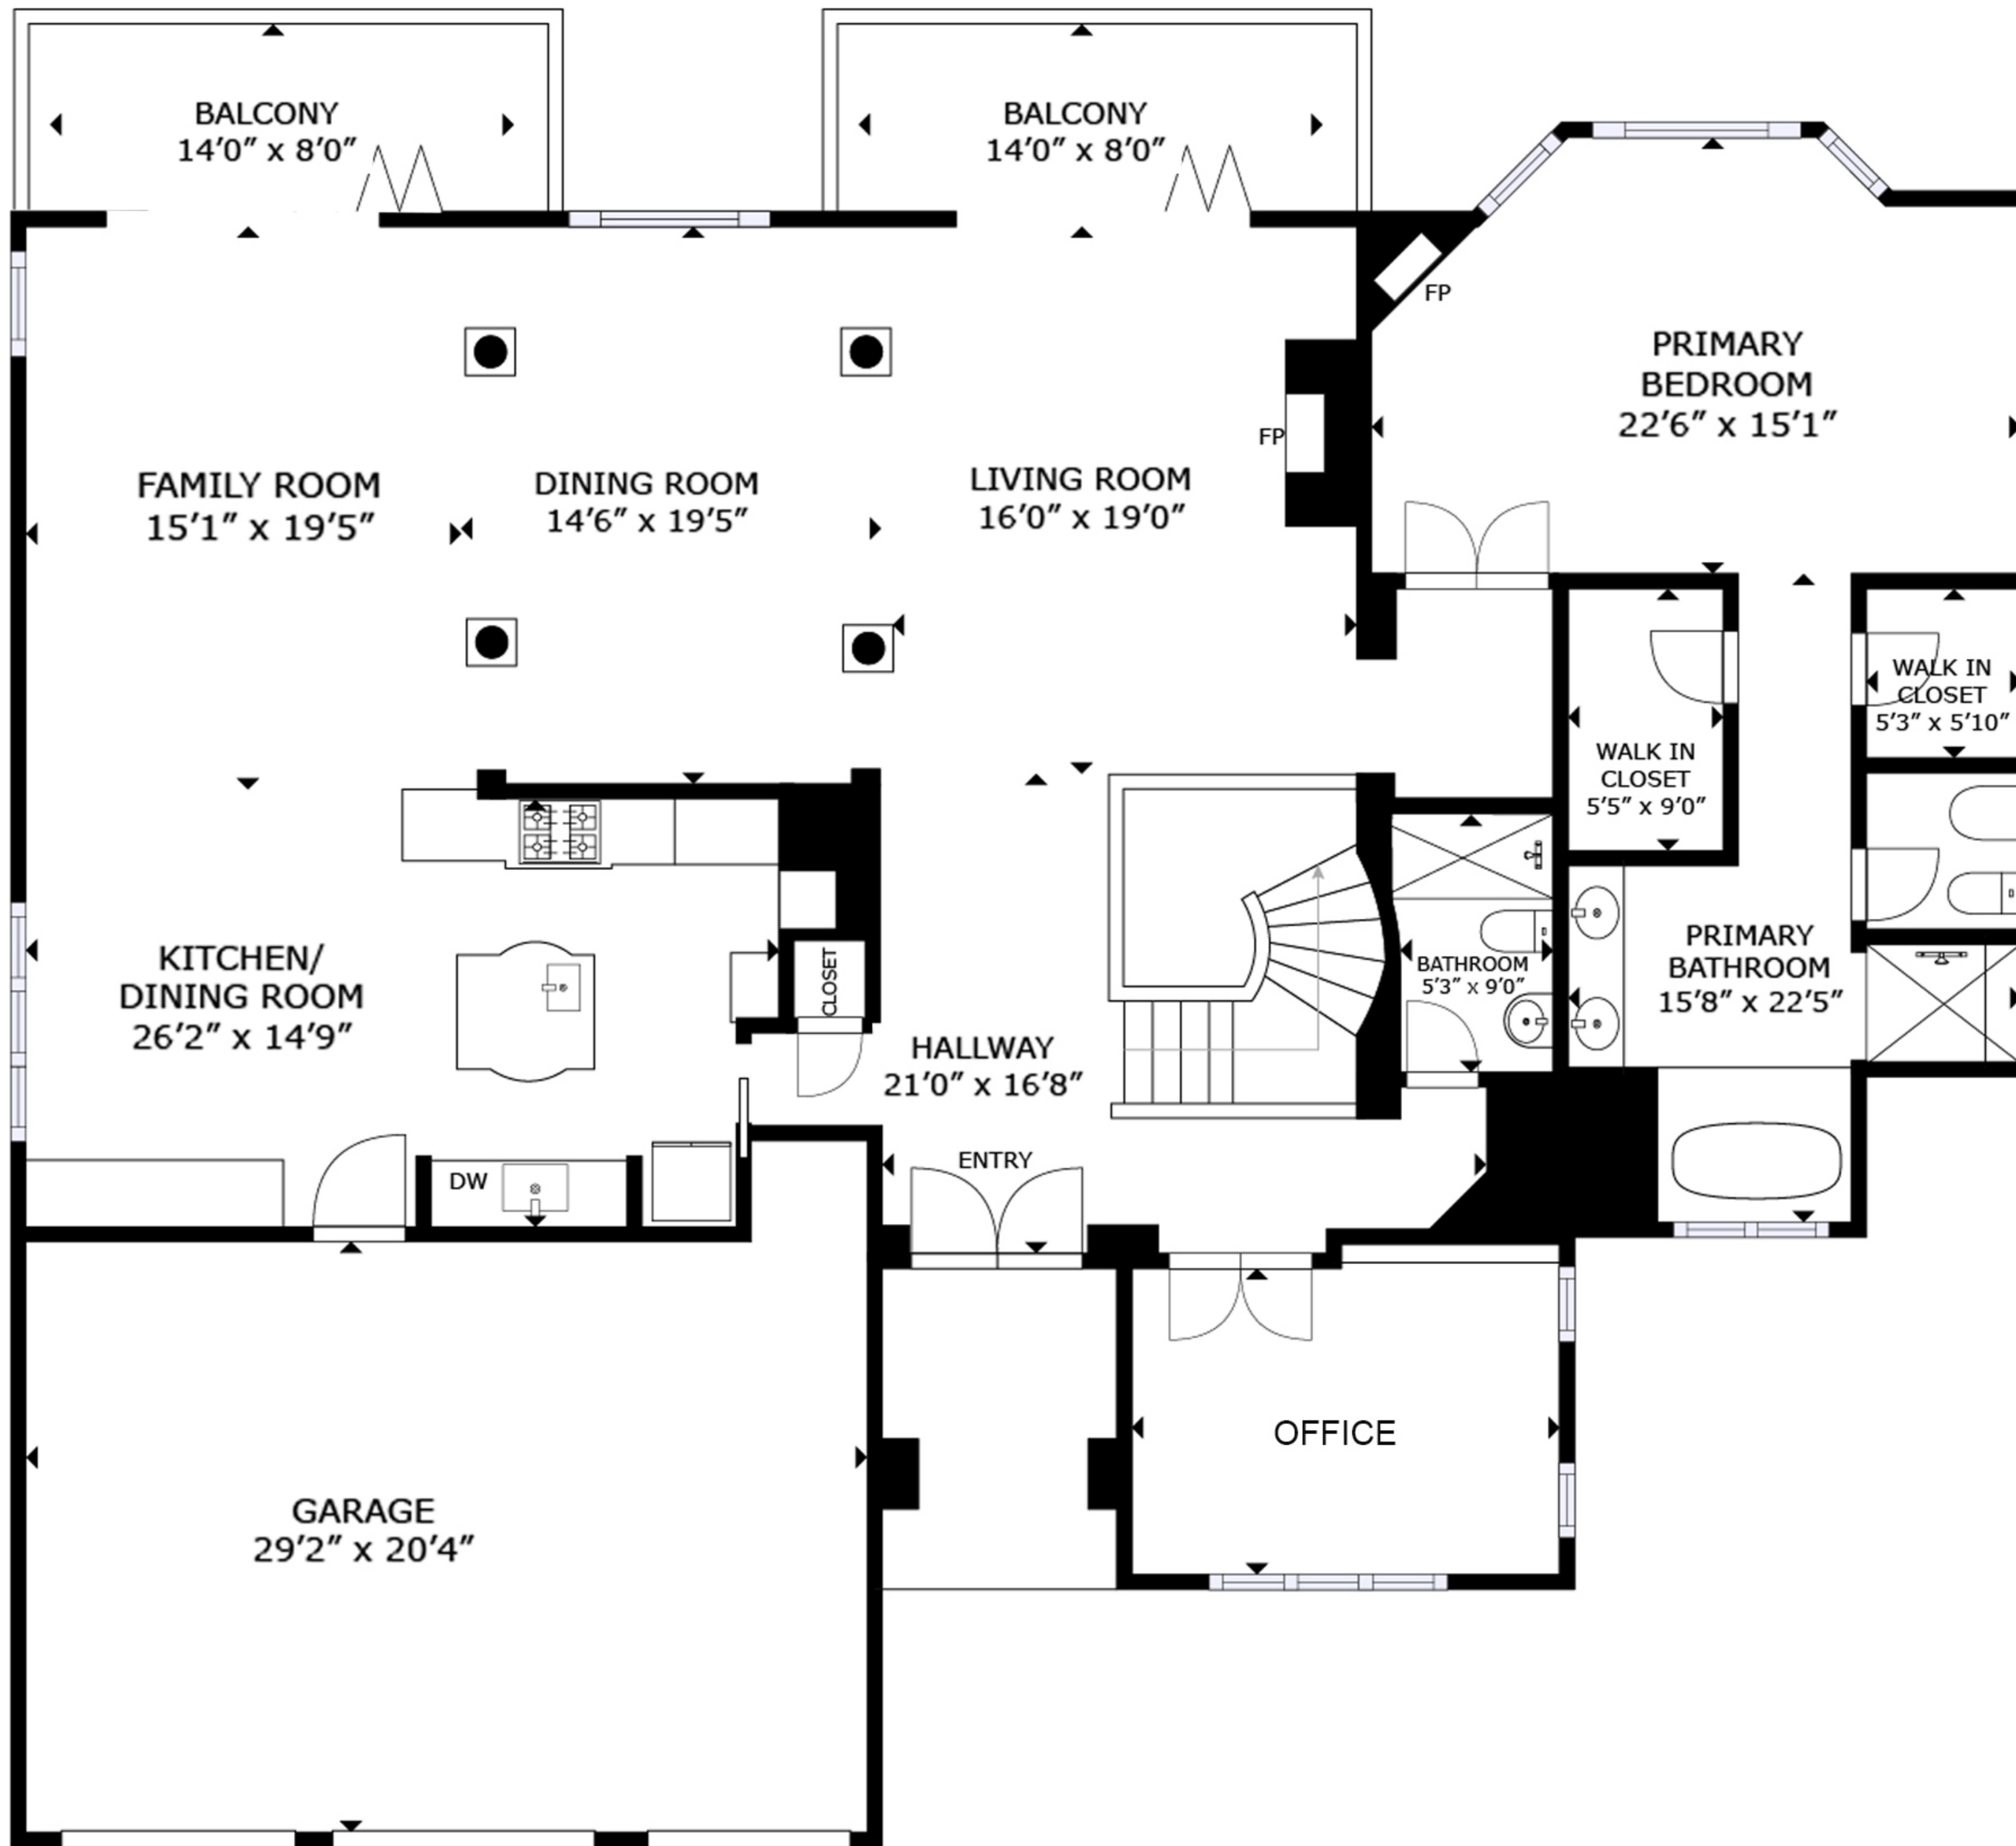 BALCONY
14′0″ x 8′0″
BALCONY
14′0″ x 8′0″
FP
PRIMARY
BEDROOM
22′6″ x 15′1″
FP
FAMILY ROOM
15′1″ x 19′5″
DINING ROOM
14′6″ x 19′5″
LIVING ROOM
16′0″ x 19′0″
WALK IN
CLOSET
5′3″ x 5′10″
WALK IN
CLOSET
5′5″ x 9′0″
KITCHEN/
DINING ROOM
26′2″ x 14′9″
CLOSET
BATHROOM
5′3″ x 9′0″
PRIMARY
BATHROOM
15′8″ x 22′5″
HALLWAY
21′0″ x 16′8″
ENTRY
DW
OFFICE
GARAGE
29′2″ x 20′4″